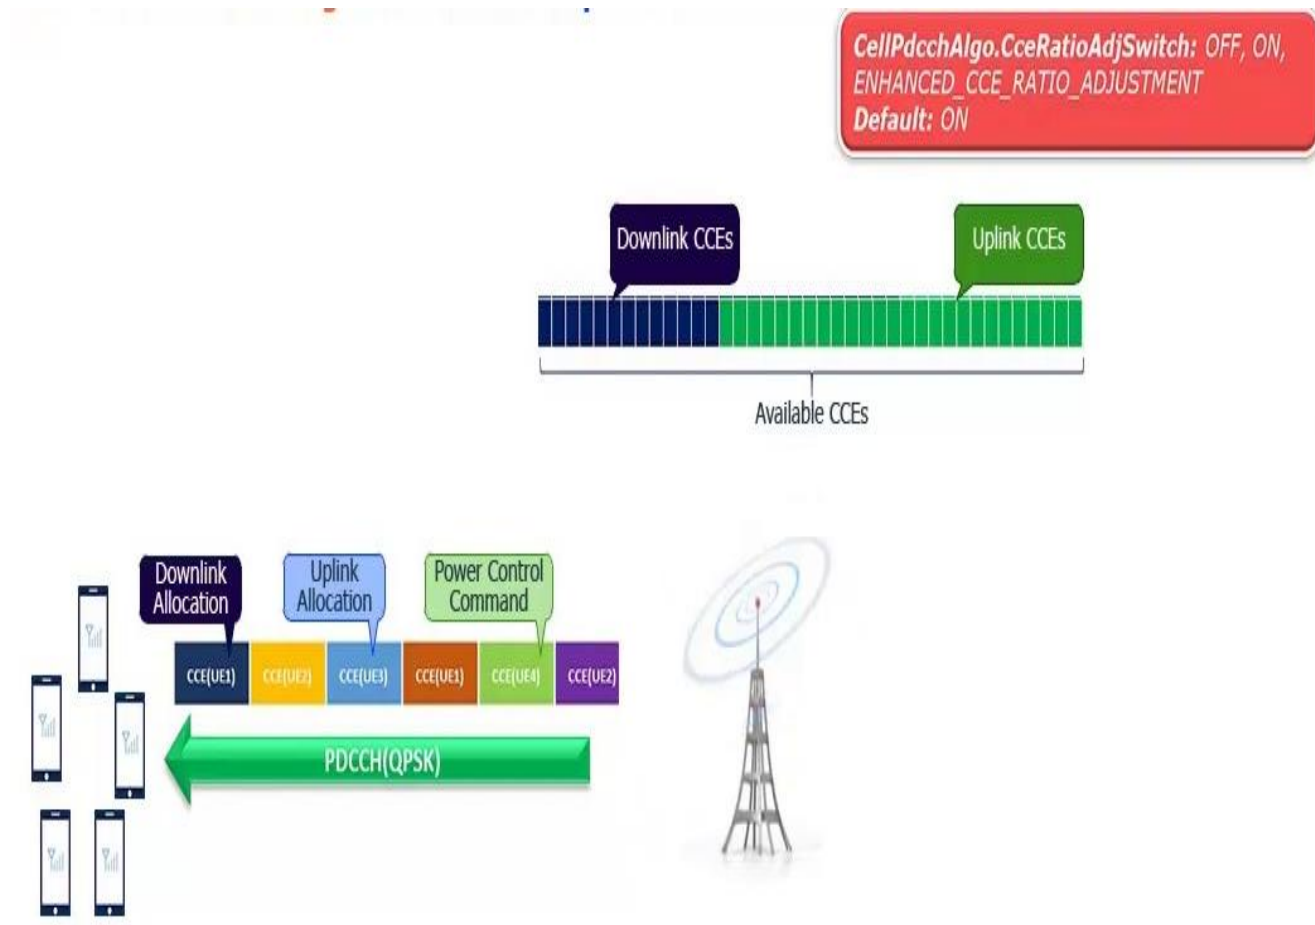 CellPdcchAlgo.CceRatioAdjSwitch: OFF, ON,
ENHANCED_CCE_RATIO_ADJUSTMENT
Default: ON
Downlink CCEs
Uplink CCEs
Available CCEs
Downlink
Allocation
Uplink
Allocation
Power Control
Command
CCE(UE1)
CCE(UE2)
CCE(UE3)
CCE(UE1)
CCE(UE4)
CCE(UE2)
PDCCH(QPSK)